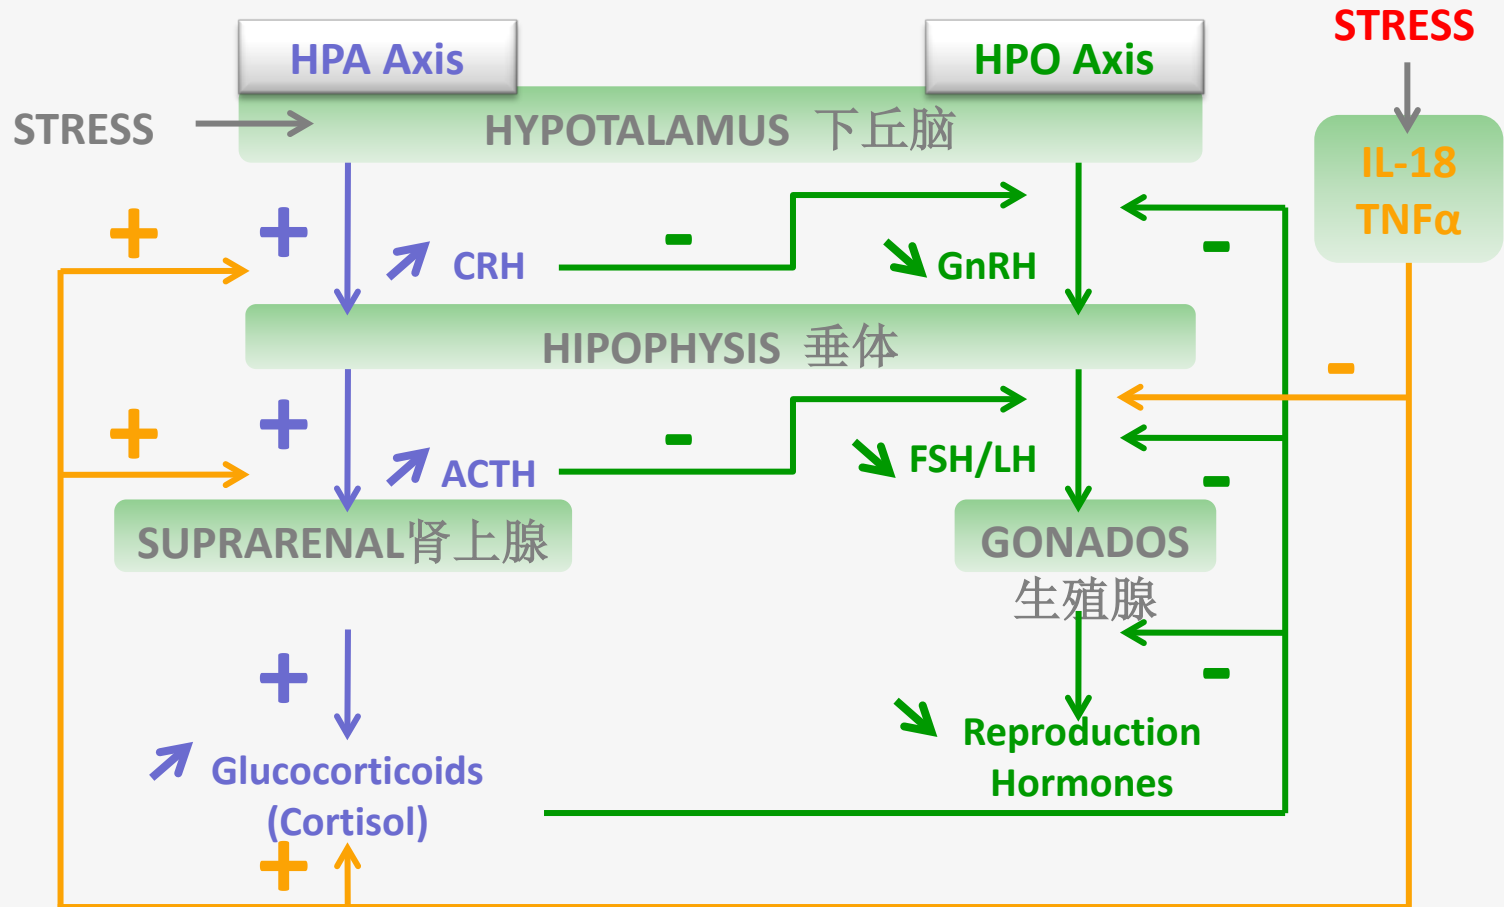 HPA Axis
HPO Axis
STRESS
STRESS
HYPOTALAMUS 下丘脑
IL-18
TNFα
+
+
-
-
CRH
GnRH
HIPOPHYSIS 垂体
-
+
+
-
ACTH
FSH/LH
-
SUPRARENAL肾上腺
GONADOS
生殖腺
+
-
Glucocorticoids
(Cortisol)
Reproduction
Hormones
+